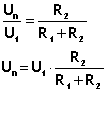 Uₙ/U₁ = R₂/(R₁+R₂)
Uₙ = U₁ · R₂/(R₁+R₂)